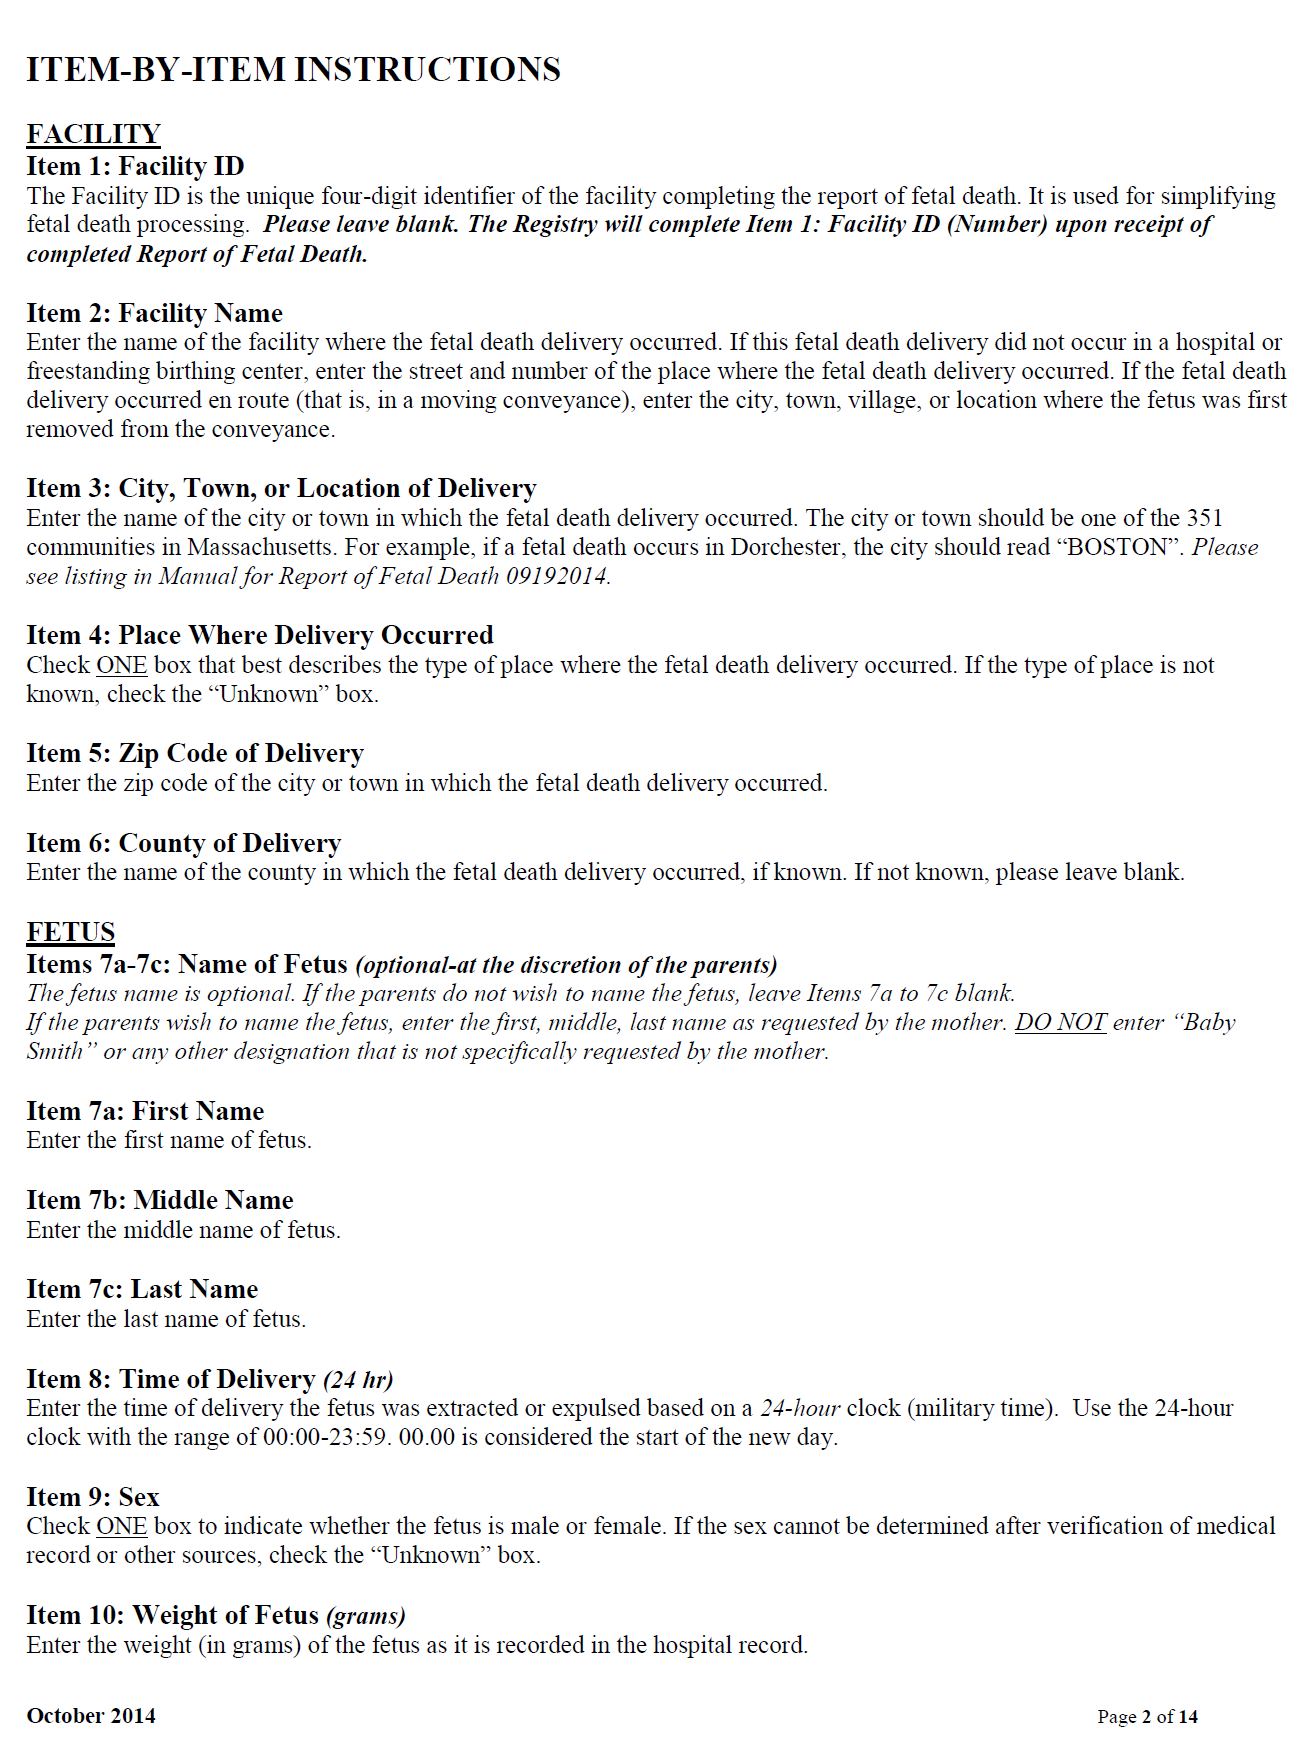 ITEM-BY-ITEM INSTRUCTIONS
FACILITY
Item 1: Facility ID
The Facility ID is the unique four-digit identifier of the facility completing the report of fetal death. It is used for simplifying
fetal death processing.  Please leave blank. The Registry will complete Item 1: Facility ID (Number) upon receipt of
completed Report of Fetal Death.
Item 2: Facility Name
Enter the name of the facility where the fetal death delivery occurred. If this fetal death delivery did not occur in a hospital or
freestanding birthing center, enter the street and number of the place where the fetal death delivery occurred. If the fetal death
delivery occurred en route (that is, in a moving conveyance), enter the city, town, village, or location where the fetus was first
removed from the conveyance.
Item 3: City, Town, or Location of Delivery
Enter the name of the city or town in which the fetal death delivery occurred. The city or town should be one of the 351
communities in Massachusetts. For example, if a fetal death occurs in Dorchester, the city should read “BOSTON”. Please
see listing in Manual for Report of Fetal Death 09192014.
Item 4: Place Where Delivery Occurred
Check ONE box that best describes the type of place where the fetal death delivery occurred. If the type of place is not
known, check the “Unknown” box.
Item 5: Zip Code of Delivery
Enter the zip code of the city or town in which the fetal death delivery occurred.
Item 6: County of Delivery
Enter the name of the county in which the fetal death delivery occurred, if known. If not known, please leave blank.
FETUS
Items 7a-7c: Name of Fetus (optional-at the discretion of the parents)
The fetus name is optional. If the parents do not wish to name the fetus, leave Items 7a to 7c blank.
If the parents wish to name the fetus, enter the first, middle, last name as requested by the mother. DO NOT enter “Baby
Smith” or any other designation that is not specifically requested by the mother.
Item 7a: First Name
Enter the first name of fetus.
Item 7b: Middle Name
Enter the middle name of fetus.
Item 7c: Last Name
Enter the last name of fetus.
Item 8: Time of Delivery (24 hr)
Enter the time of delivery the fetus was extracted or expulsed based on a 24-hour clock (military time).  Use the 24-hour
clock with the range of 00:00-23:59. 00.00 is considered the start of the new day.
Item 9: Sex
Check ONE box to indicate whether the fetus is male or female. If the sex cannot be determined after verification of medical
record or other sources, check the “Unknown” box.
Item 10: Weight of Fetus (grams)
Enter the weight (in grams) of the fetus as it is recorded in the hospital record.
October 2014
Page 2 of 14